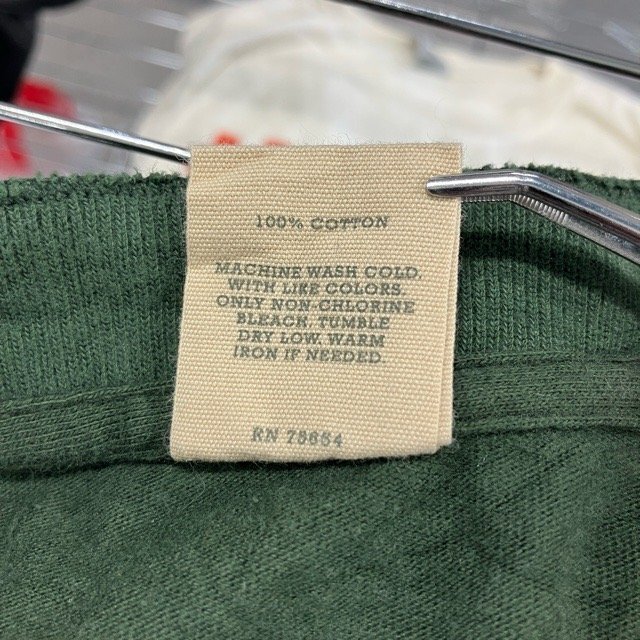 100% COTTON
MACHINE WASH COLD.
WITH LIKE COLORS.
ONLY NON-CHLORINE
BLEACH. TUMBLE
DRY LOW. WARM
IRON IF NEEDED.
RN 75654